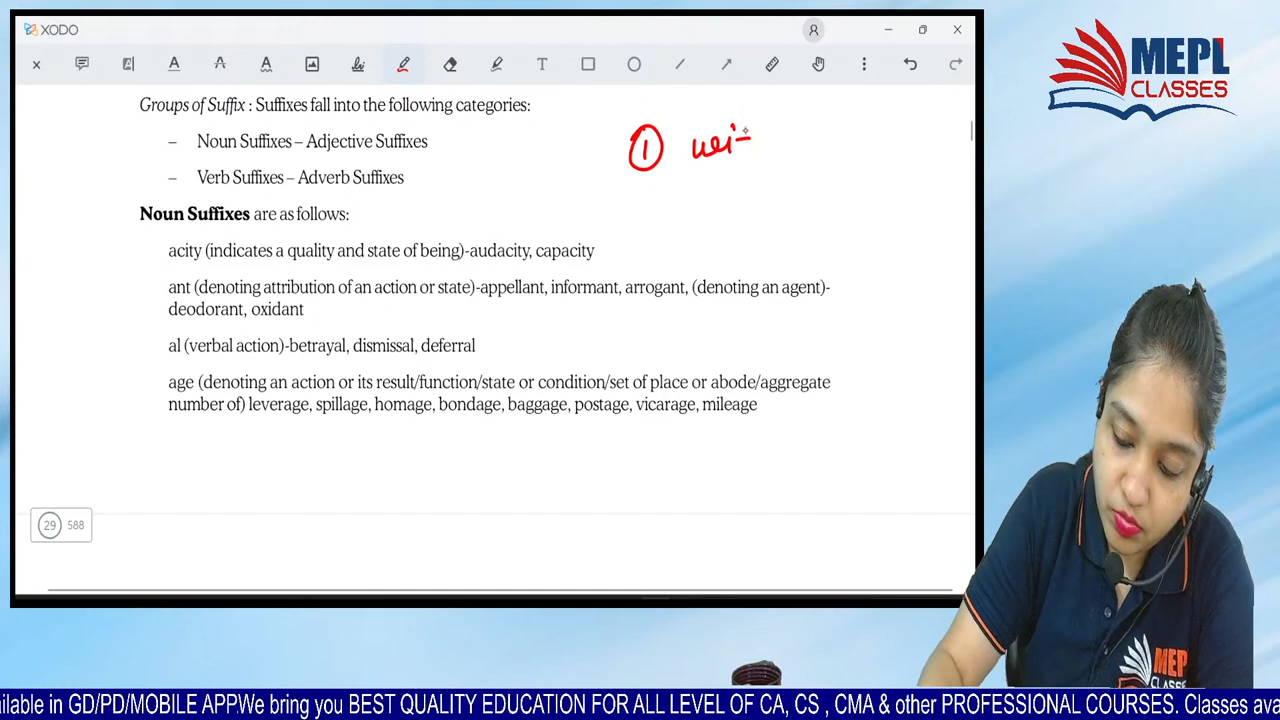 XODO
MEPL
CLASSES
Groups of Suffix : Suffixes fall into the following categories:
– Noun Suffixes – Adjective Suffixes
– Verb Suffixes – Adverb Suffixes
①
Noun Suffixes are as follows:
acity (indicates a quality and state of being)-audacity, capacity
ant (denoting attribution of an action or state)-appellant, informant, arrogant, (denoting an agent)-
deodorant, oxidant
al (verbal action)-betrayal, dismissal, deferral
age (denoting an action or its result/function/state or condition/set of place or abode/aggregate
number of) leverage, spillage, homage, bondage, baggage, postage, vicarage, mileage
29 588
MEP
CLASSE
ailable in GD/PD/MOBILE APPWe bring you BEST QUALITY EDUCATION FOR ALL LEVEL OF CA, CS , CMA & other PROFESSIONAL COURSES. Classes ava